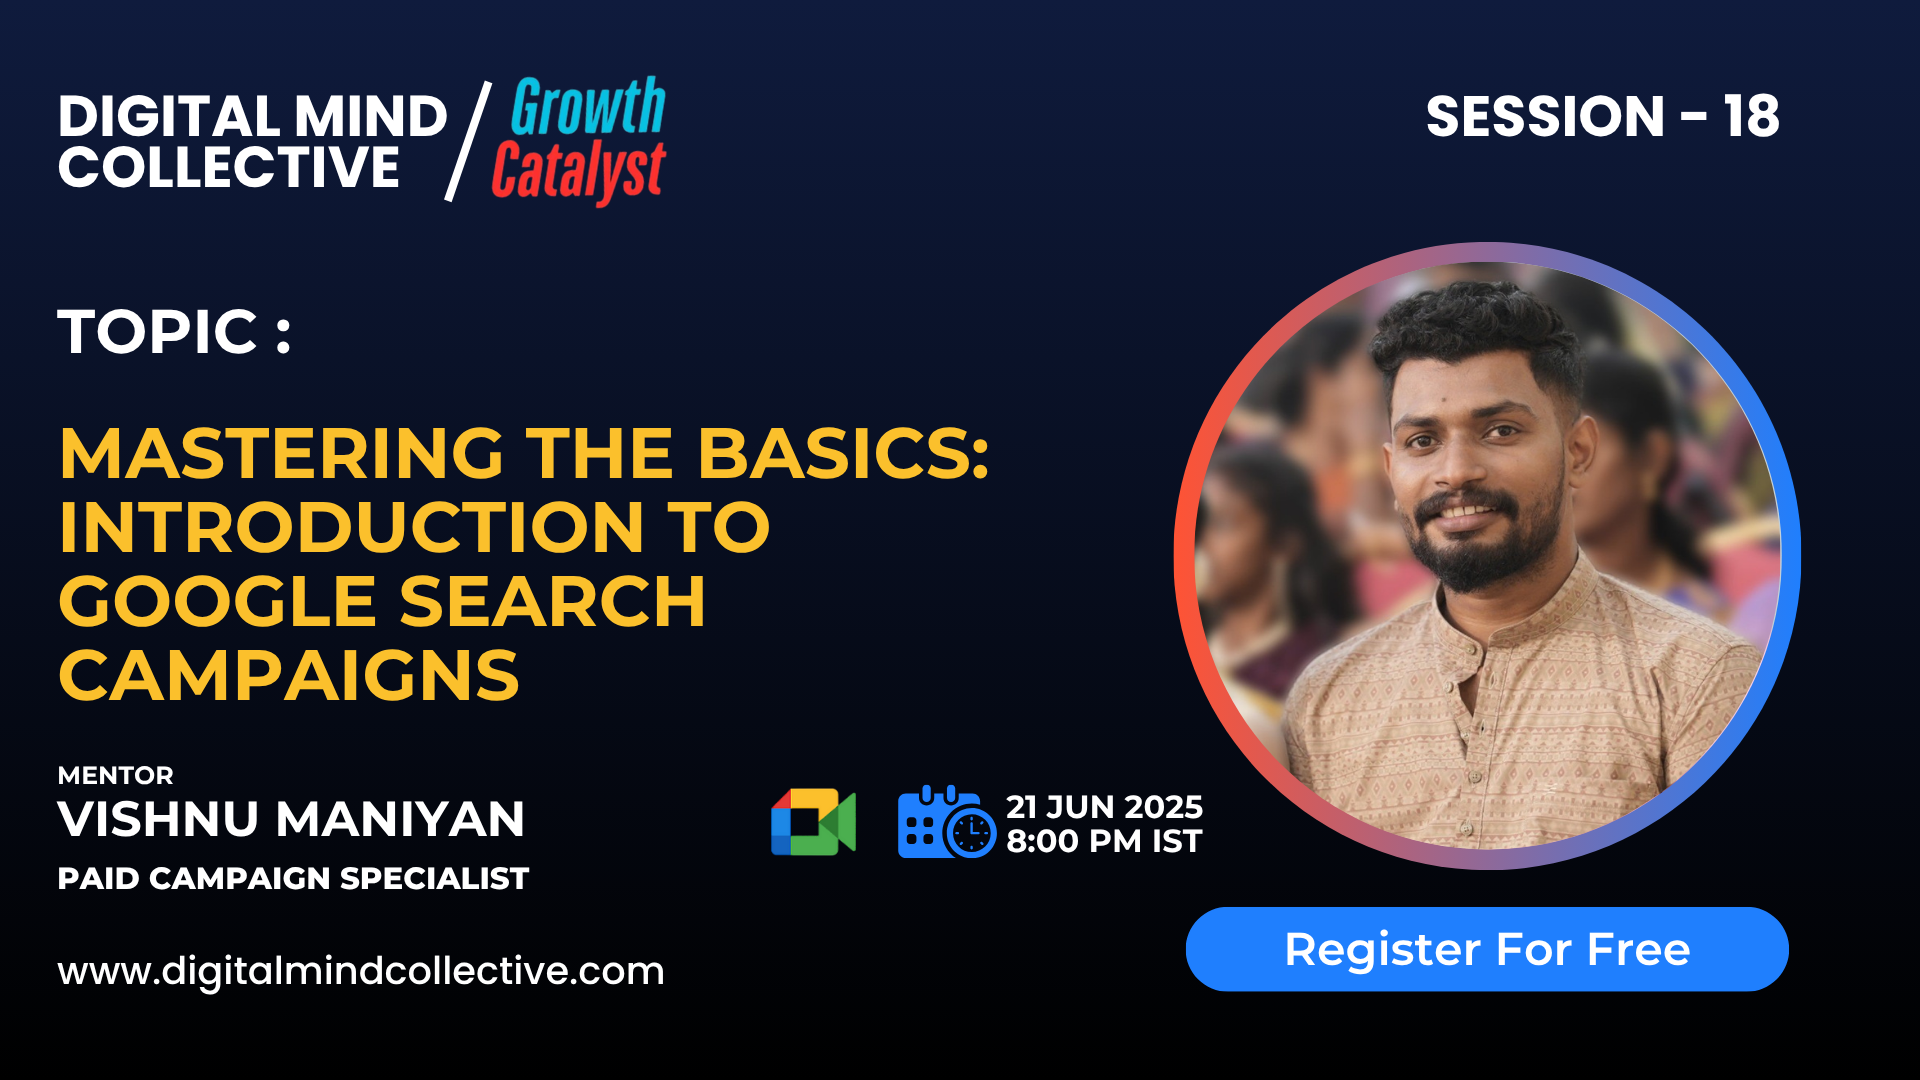 DIGITAL MIND
COLLECTIVE
Growth
Catalyst
SESSION - 18
TOPIC :
MASTERING THE BASICS:
INTRODUCTION TO
GOOGLE SEARCH
CAMPAIGNS
MENTOR
VISHNU MANIYAN
PAID CAMPAIGN SPECIALIST
21 JUN 2025
8:00 PM IST
www.digitalmindcollective.com
Register For Free